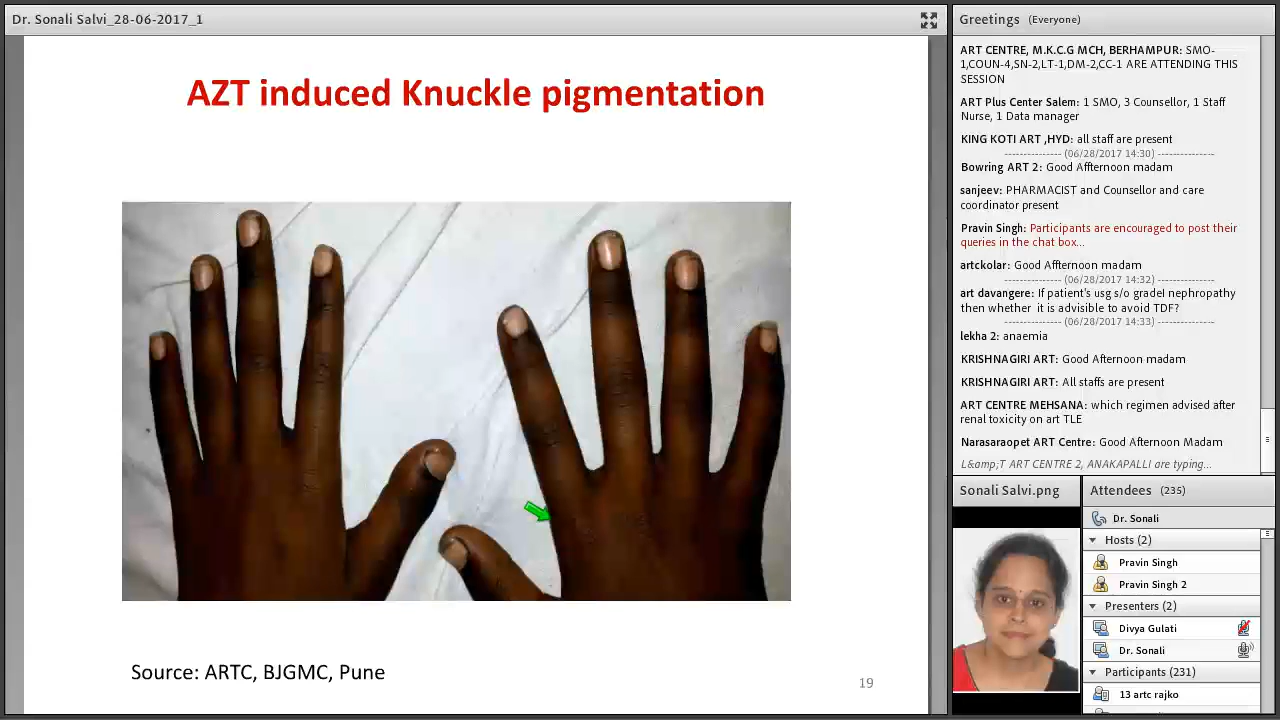 Dr. Sonali Salvi_28-06-2017_1
AZT induced Knuckle pigmentation
Source: ARTC, BJGMC, Pune
19
Greetings (Everyone)
ART CENTRE, M.K.C.G MCH, BERHAMPUR: SMO-
1,COUN-4,SN-2,LT-1,DM-2,CC-1 ARE ATTENDING THIS
SESSION
ART Plus Center Salem: 1 SMO, 3 Counsellor, 1 Staff
Nurse, 1 Data manager
KING KOTI ART ,HYD: all staff are present
---------------- (06/28/2017 14:30) ----------------
Bowring ART 2: Good Affternoon madam
sanjeev: PHARMACIST and Counsellor and care
coordinator present
Pravin Singh: Participants are encouraged to post their
queries in the chat box...
artckolar: Good Affternoon madam
---------------- (06/28/2017 14:32) ----------------
art davangere: If patient's usg s/o gradeI nephropathy
then whether it is advisible to avoid TDF?
---------------- (06/28/2017 14:33) ----------------
lekha 2: anaemia
KRISHNAGIRI ART: Good Afternoon madam
KRISHNAGIRI ART: All staffs are present
ART CENTRE MEHSANA: which regimen advised after
renal toxicity on art TLE
Narasaraopet ART Centre: Good Afternoon Madam
L&amp;T ART CENTRE 2, ANAKAPALLI are typing...
Sonali Salvi.png
Attendees (235)
Dr. Sonali
Hosts (2)
Pravin Singh
Pravin Singh 2
Presenters (2)
Divya Gulati
Dr. Sonali
Participants (231)
13 artc rajko